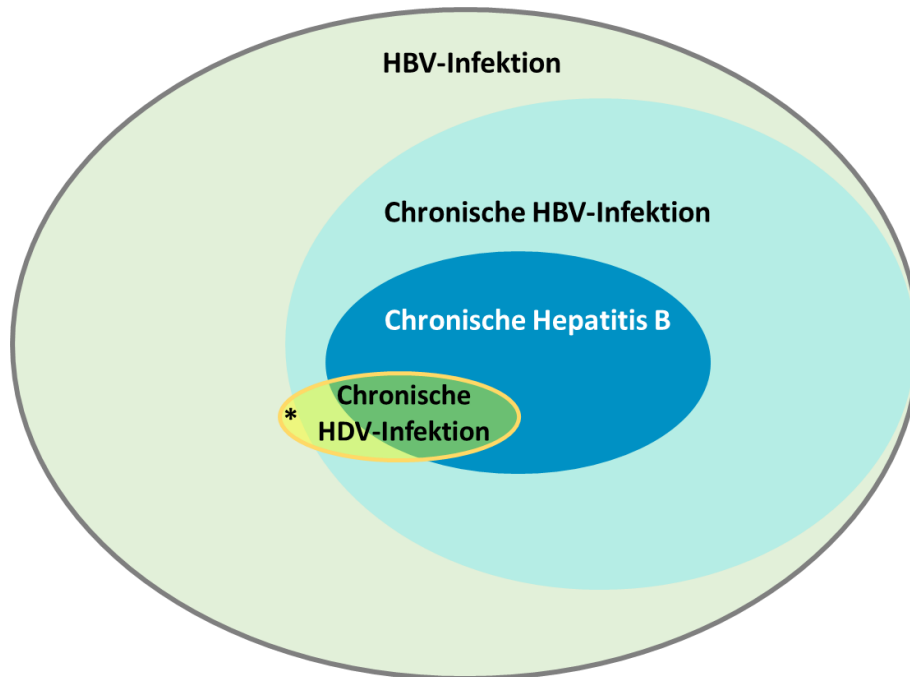 HBV-Infektion
Chronische HBV-Infektion
Chronische Hepatitis B
Chronische
* HDV-Infektion